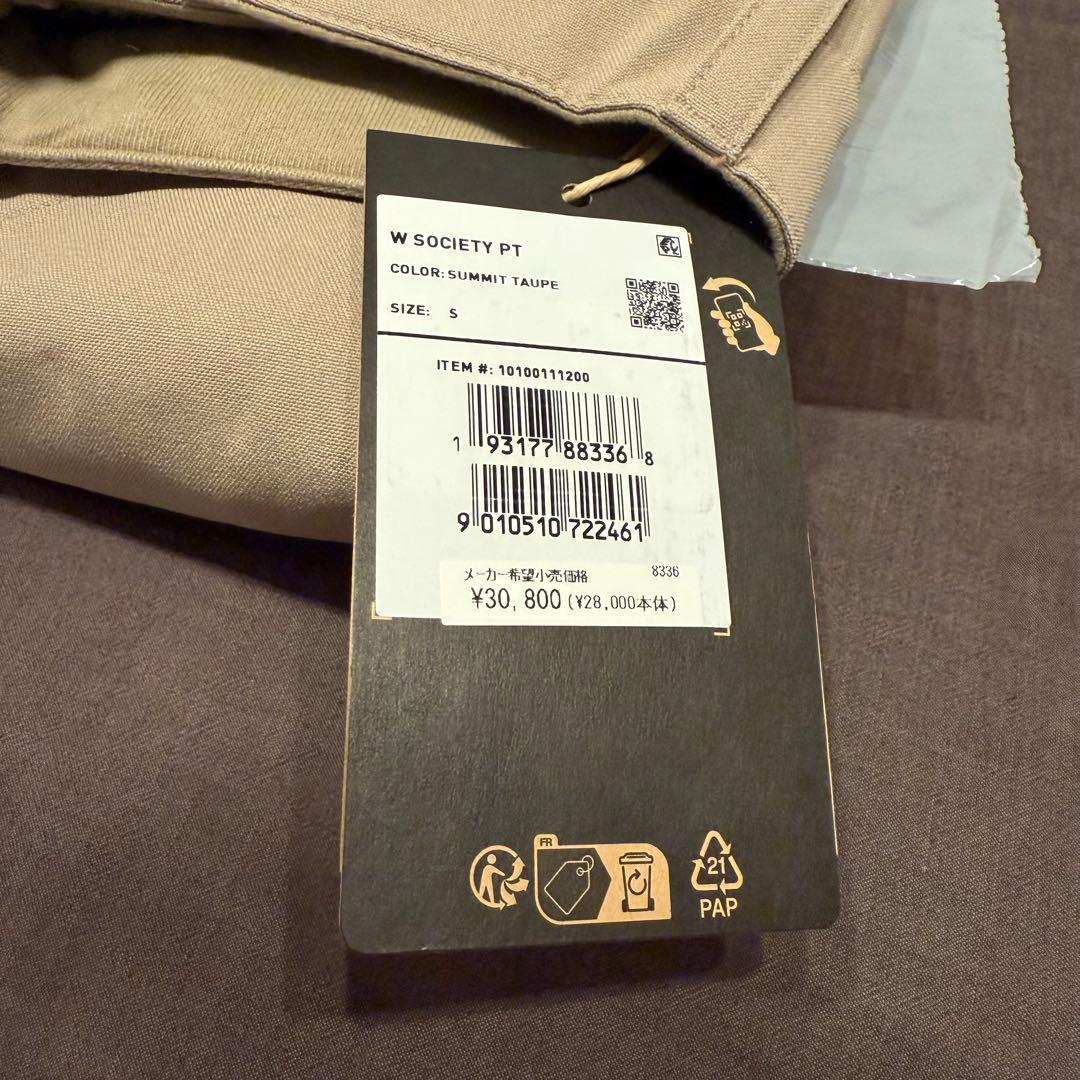 W SOCIETY PT
COLOR: SUMMIT TAUPE
SIZE: S
ITEM #: 10100111200
1 93177 88336 8
9 010510 722461
メーカー希望小売価格 8336
¥30,800 (¥28,000本体)
FR
21
PAP